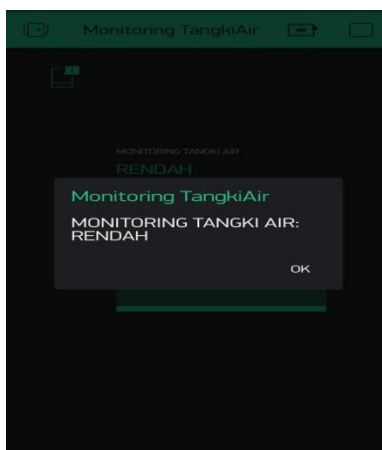 Monitoring TangkiAir
MONITORING TANGKI AIR
RENDAH
Monitoring TangkiAir
MONITORING TANGKI AIR:
RENDAH
OK